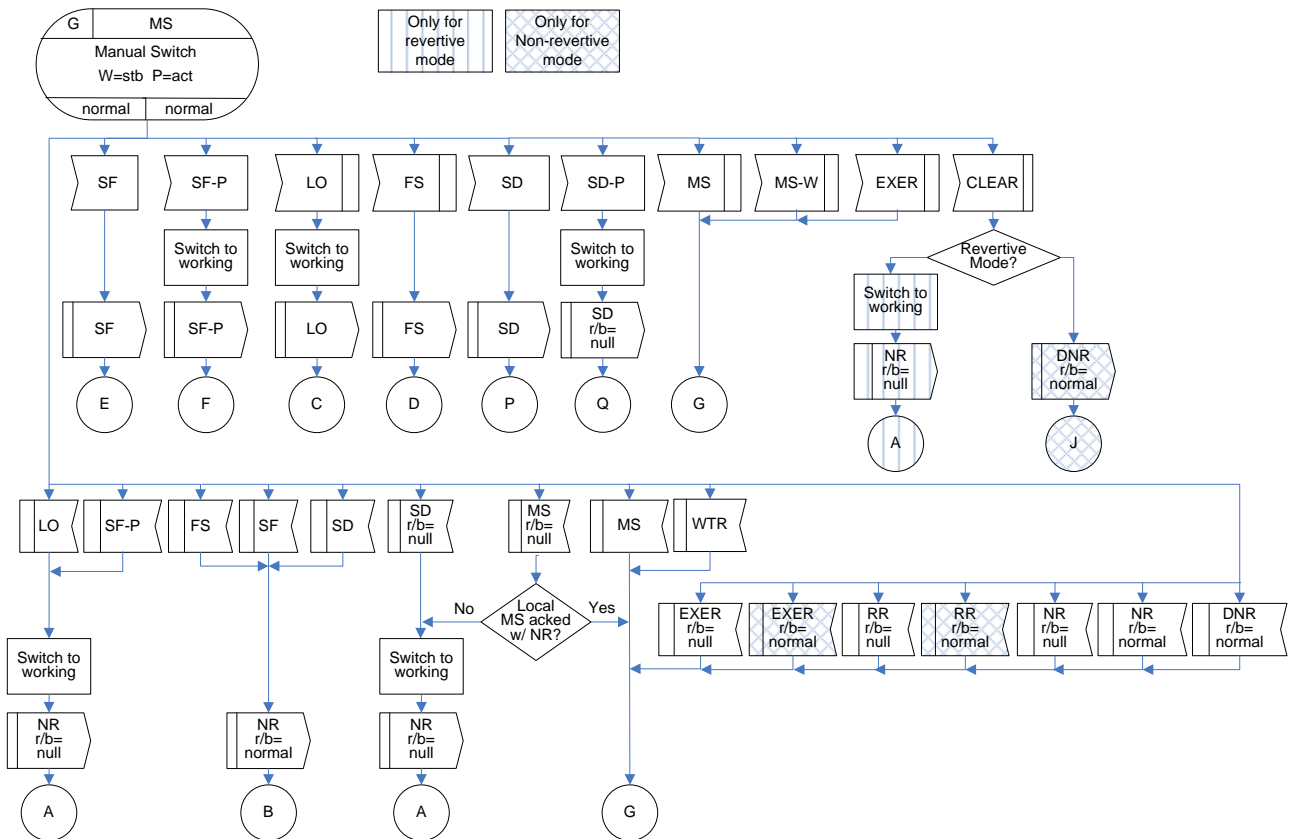 G MS
Manual Switch
W=stb P=act
normal normal
Only for
revertive
mode
Only for
Non-revertive
mode
SF
SF-P
LO
FS
SD
SD-P
MS
MS-W
EXER
CLEAR
Switch to
working
Switch to
working
Switch to
working
Revertive
Mode?
Switch to
working
SF
SF-P
LO
FS
SD
SD
r/b=
null
NR
r/b=
null
DNR
r/b=
normal
E
F
C
D
P
Q
G
A
J
LO
SF-P
FS
SF
SD
SD
r/b=
null
MS
r/b=
null
MS
WTR
No
Local
MS acked
w/ NR?
Yes
EXER
r/b=
null
EXER
r/b=
normal
RR
r/b=
null
RR
r/b=
normal
NR
r/b=
null
NR
r/b=
normal
DNR
r/b=
normal
Switch to
working
Switch to
working
NR
r/b=
null
NR
r/b=
normal
NR
r/b=
null
A
B
A
G